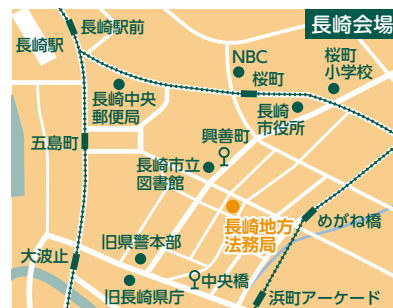 長崎会場
長崎駅前
長崎駅
NBC
桜町
桜町
小学校
長崎中央
郵便局
長崎
市役所
興善町
五島町
長崎市立
図書館
長崎地方
法務局
めがね橋
大波止
旧県警本部
中央橋
旧長崎県庁
浜町アーケード